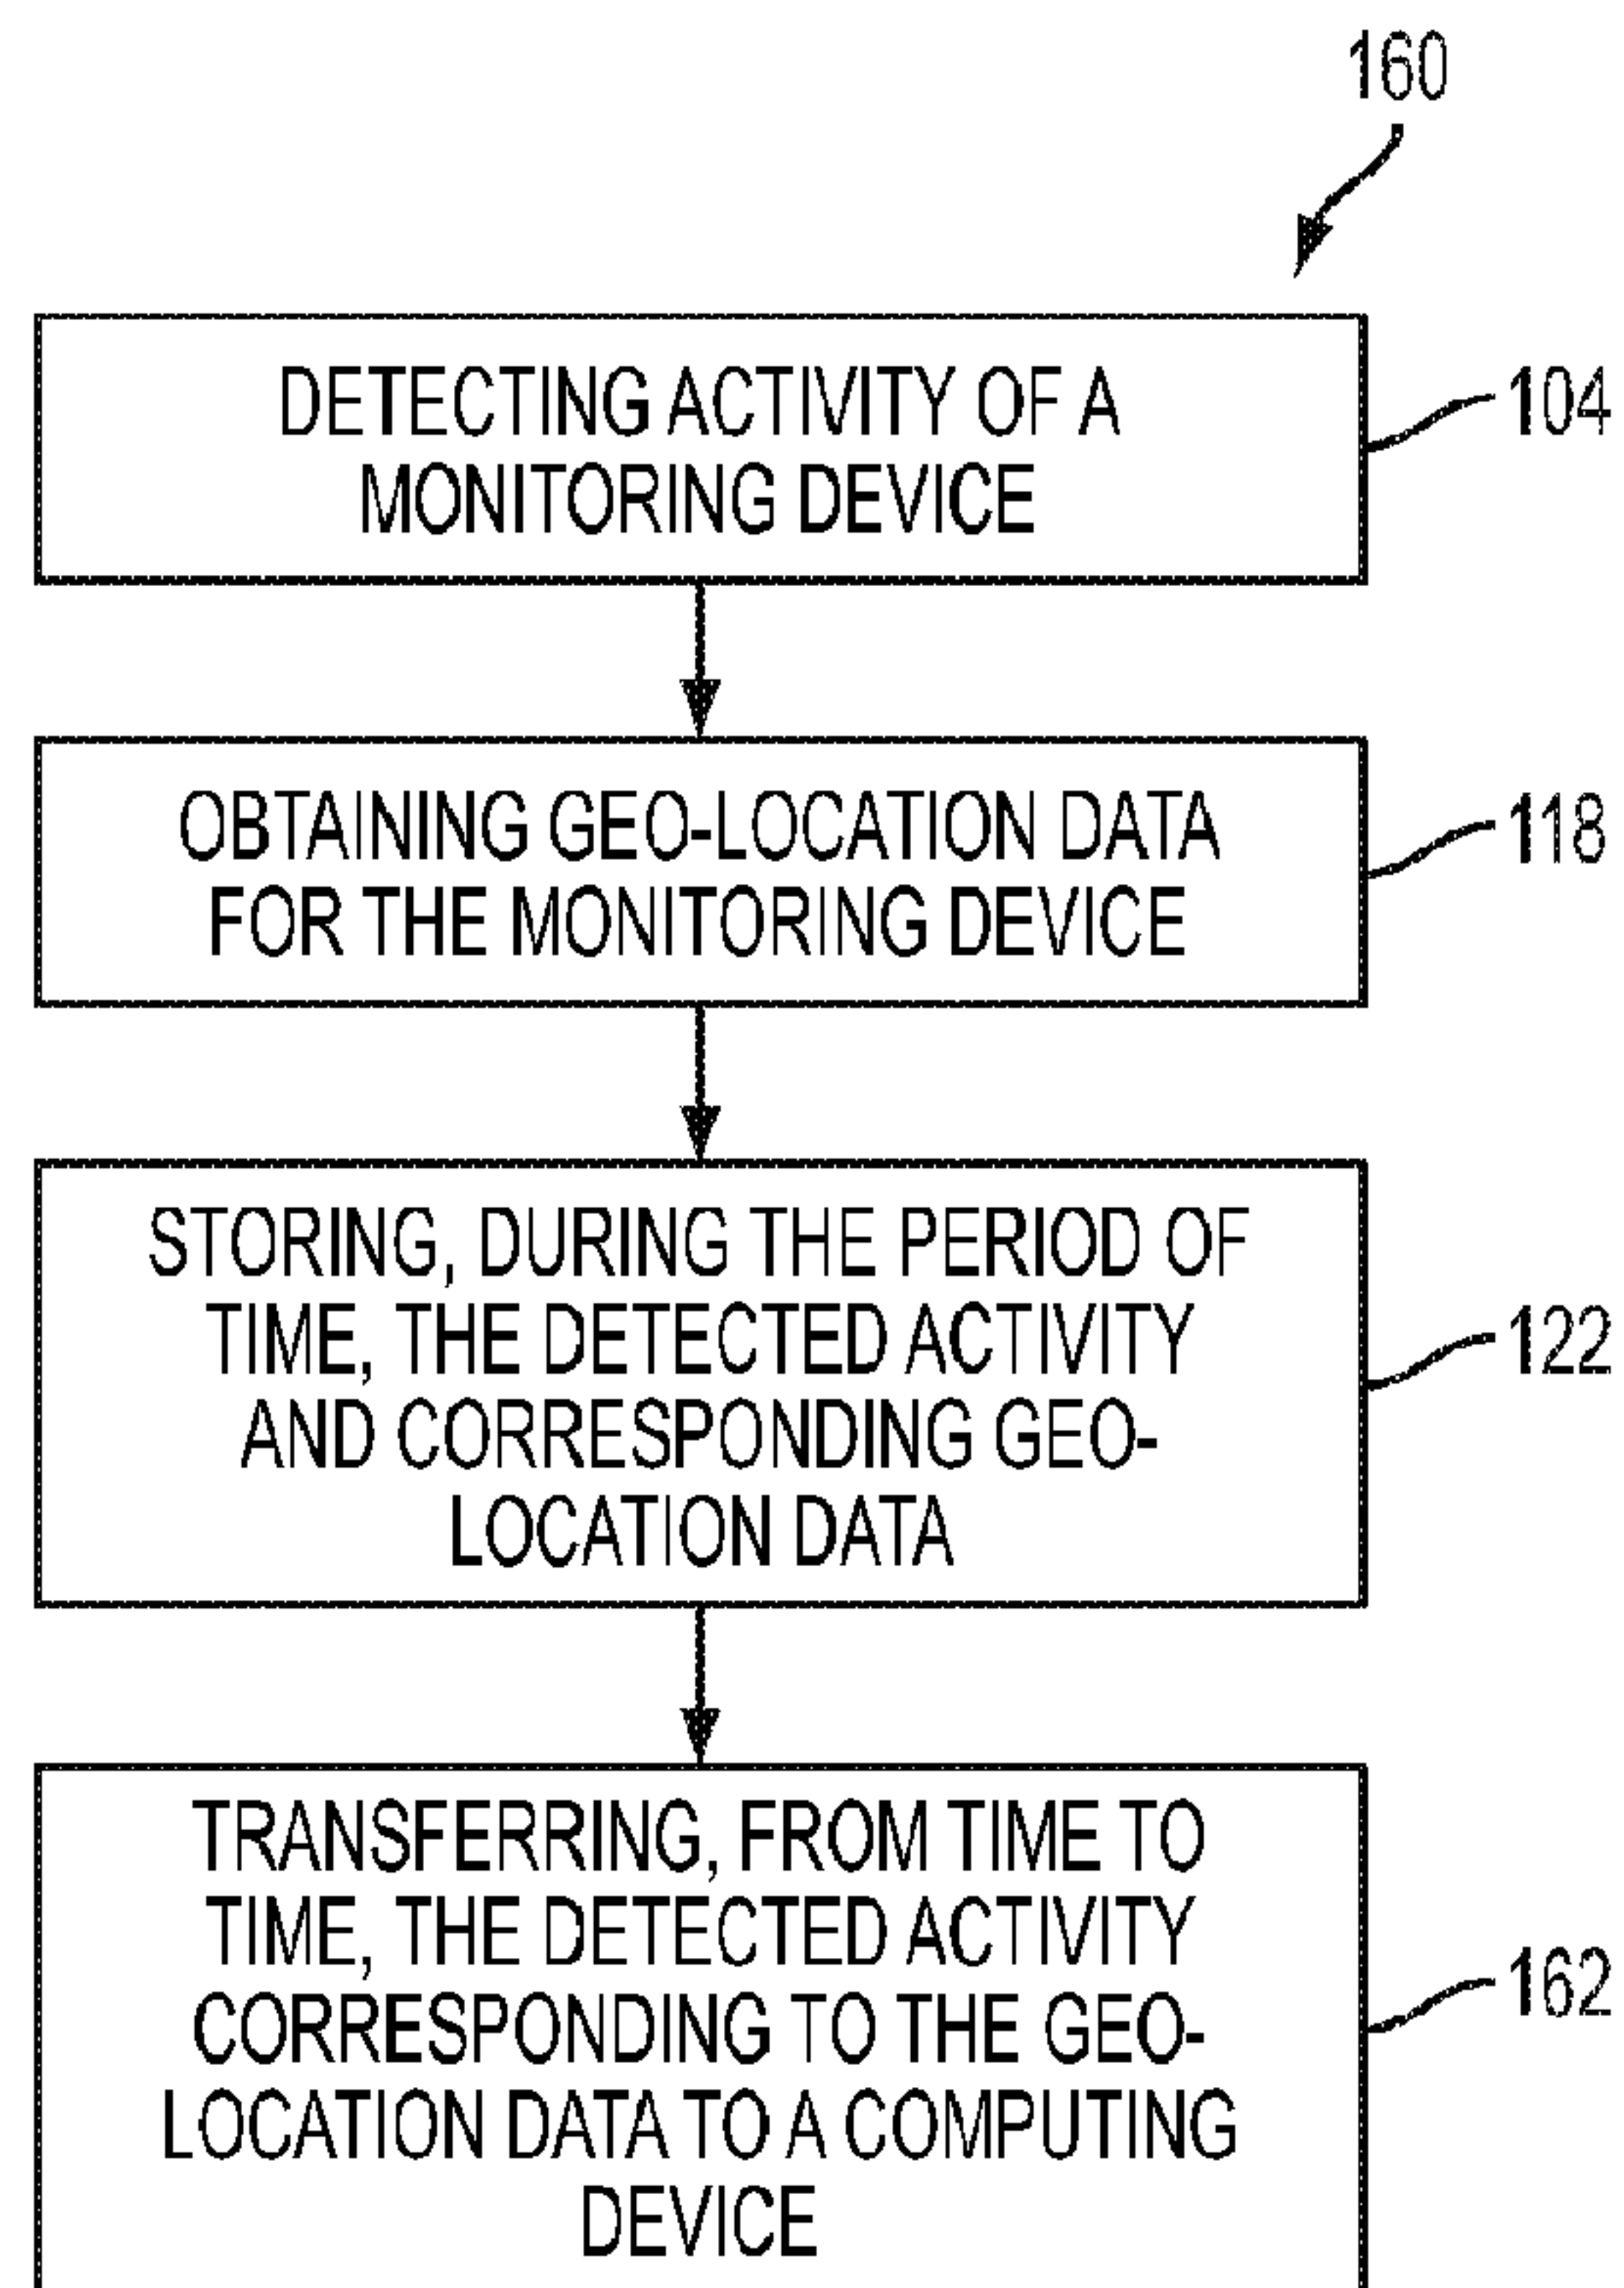 160
DETECTING ACTIVITY OF A
MONITORING DEVICE
104
OBTAINING GEO-LOCATION DATA
FOR THE MONITORING DEVICE
118
STORING, DURING THE PERIOD OF
TIME, THE DETECTED ACTIVITY
AND CORRESPONDING GEO-
LOCATION DATA
122
TRANSFERRING, FROM TIME TO
TIME, THE DETECTED ACTIVITY
CORRESPONDING TO THE GEO-
LOCATION DATA TO A COMPUTING
DEVICE
162